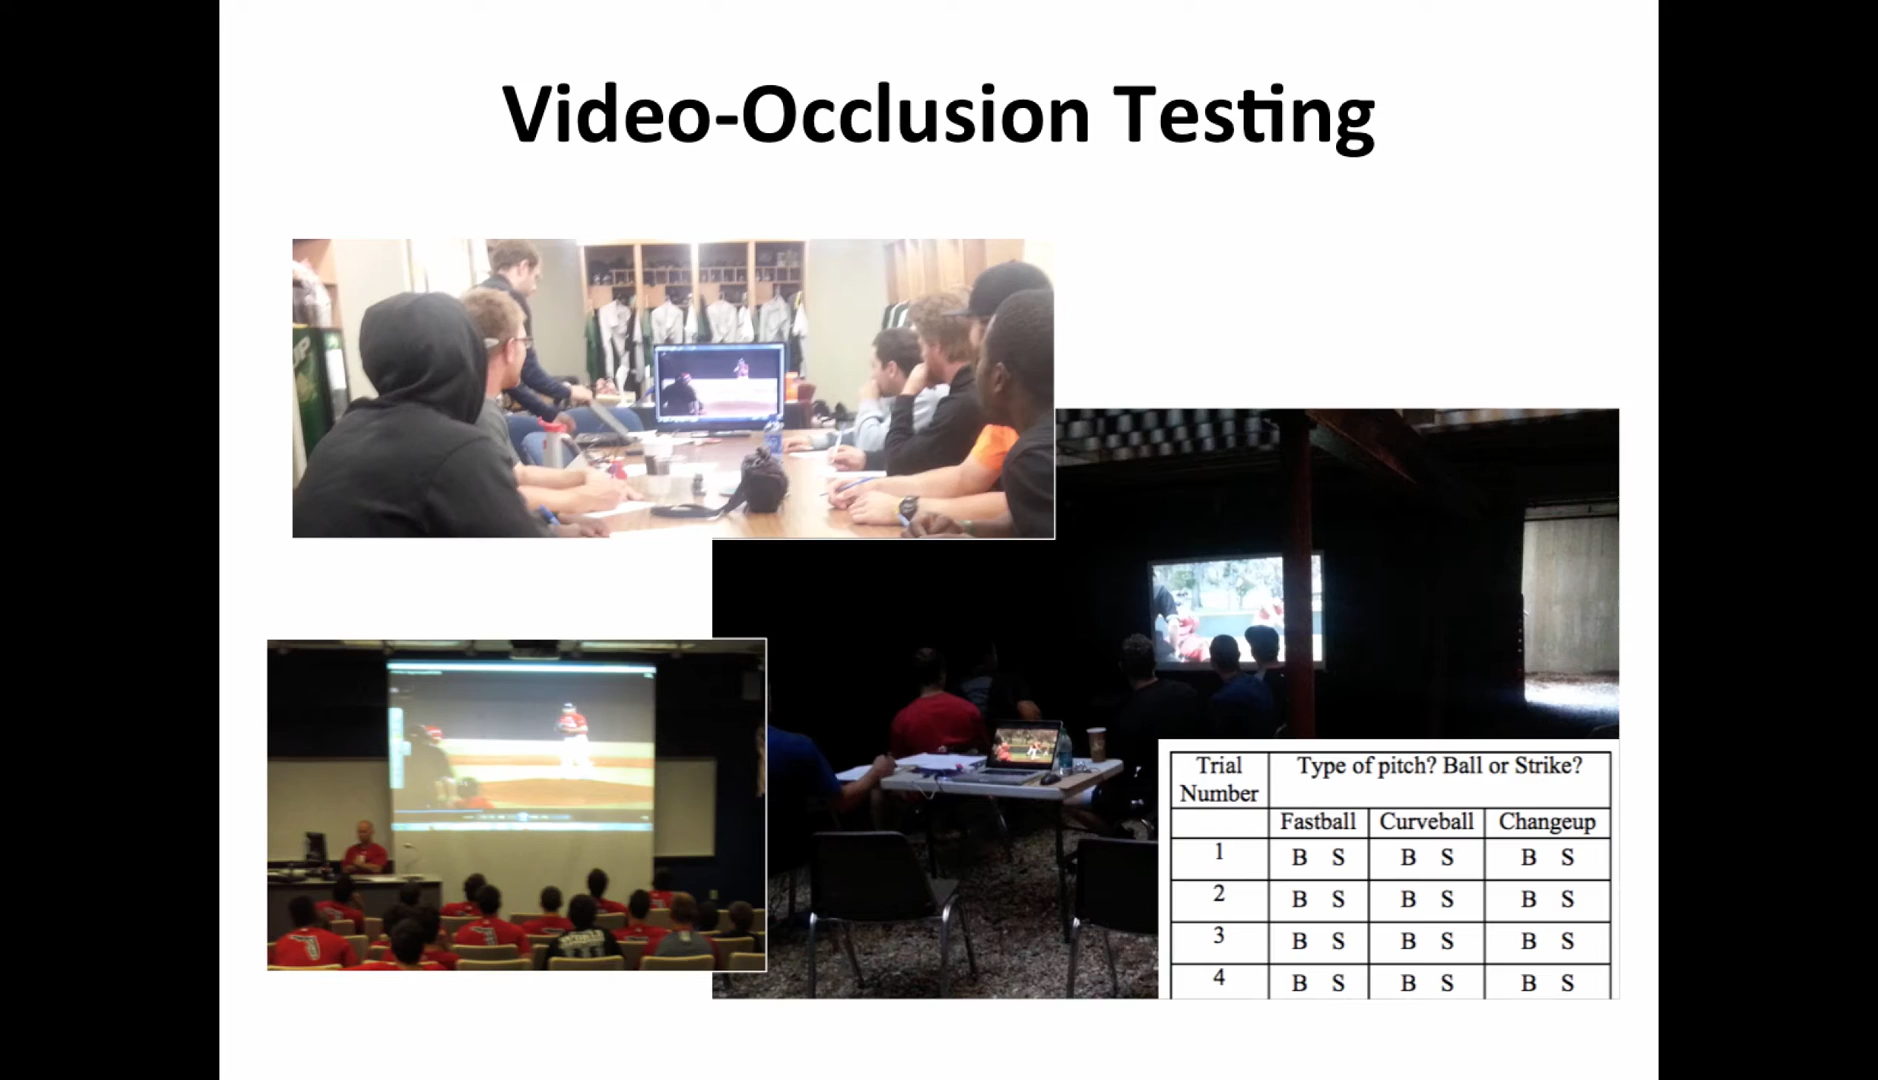 Video-Occlusion Testing
Trial Number
Type of pitch? Ball or Strike?
Fastball Curveball Changeup
1 B S B S B S
2 B S B S B S
3 B S B S B S
4 B S B S B S